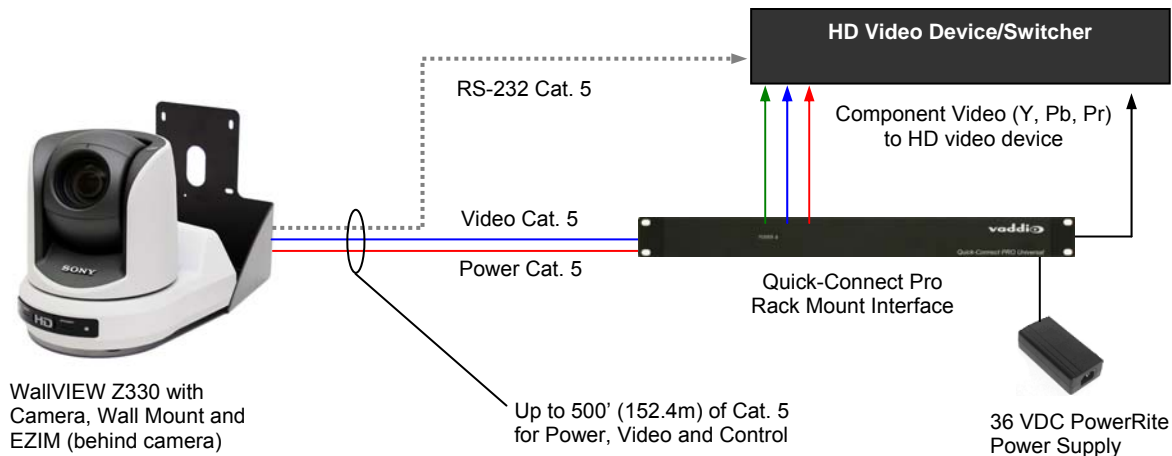 HD Video Device/Switcher
RS-232 Cat. 5
Component Video (Y, Pb, Pr)
to HD video device
Video Cat. 5
Power Cat. 5
vaddio
Quick-Connect PRO Universal
POWER
SONY
HD
Quick-Connect Pro
Rack Mount Interface
WallVIEW Z330 with
Camera, Wall Mount and
EZIM (behind camera)
Up to 500’ (152.4m) of Cat. 5
for Power, Video and Control
36 VDC PowerRite
Power Supply